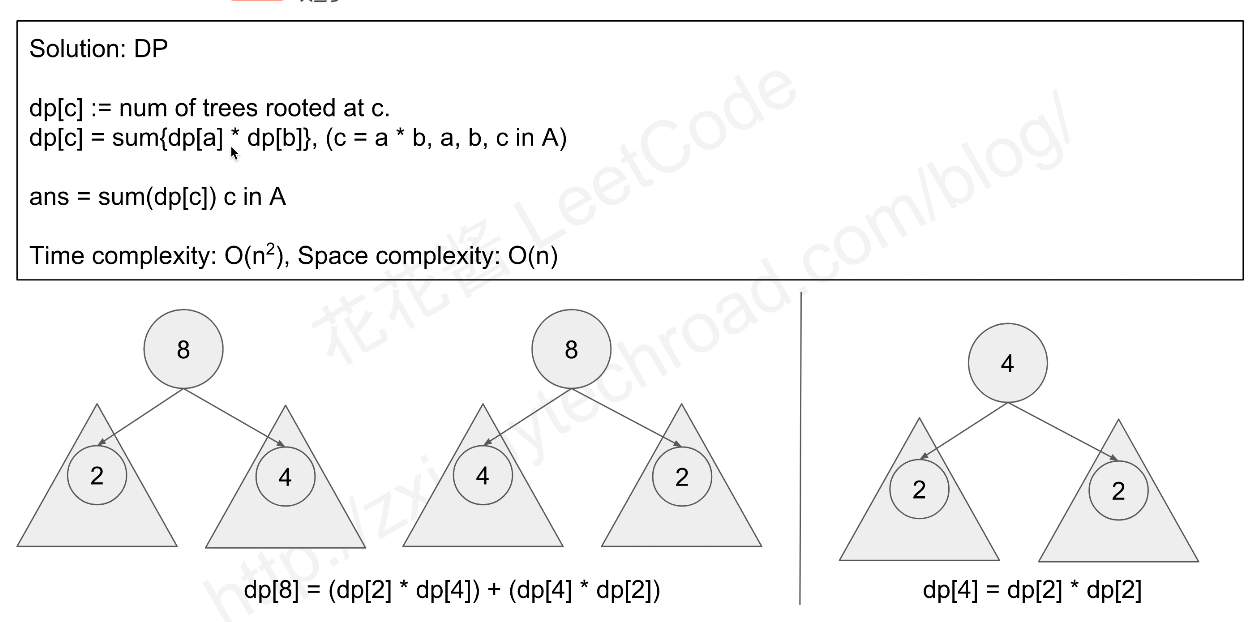 Solution: DP
dp[c] := num of trees rooted at c.
dp[c] = sum{dp[a] * dp[b]}, (c = a * b, a, b, c in A)
ans = sum(dp[c]) c in A
Time complexity: O(n²), Space complexity: O(n)
花花酱 LeetCode
http://zxi.mytechroad.com/blog/
8
8
4
2
4
4
2
2
2
dp[8] = (dp[2] * dp[4]) + (dp[4] * dp[2])
dp[4] = dp[2] * dp[2]